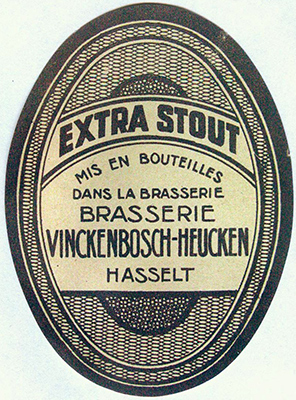 EXTRA STOUT
MIS EN BOUTEILLES
DANS LA BRASSERIE
BRASSERIE
VINCKENBOSCH-HEUCKEN
HASSELT